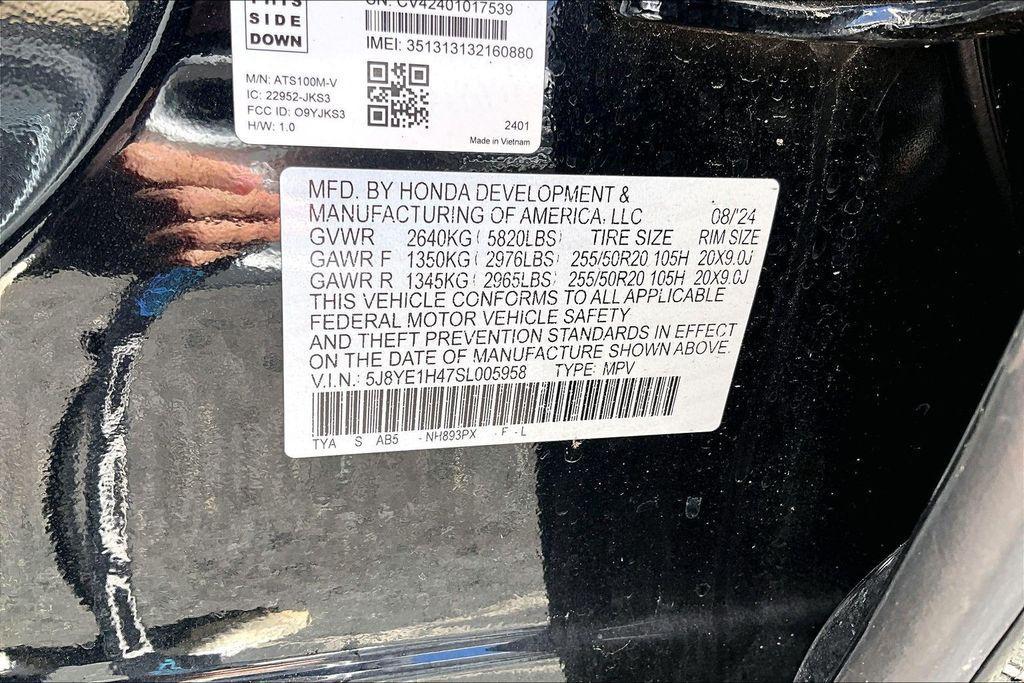 THIS
SIDE
DOWN
SN: CV42401017539
IMEI: 351313132160880
M/N: ATS100M-V
IC: 22952-JKS3
FCC ID: O9YJKS3
H/W: 1.0
2401
Made in Vietnam
MFD. BY HONDA DEVELOPMENT &
MANUFACTURING OF AMERICA, LLC 08/'24
GVWR 2640KG( 5820LBS) TIRE SIZE RIM SIZE
GAWR F 1350KG( 2976LBS) 255/50R20 105H 20X9.0J
GAWR R 1345KG( 2965LBS) 255/50R20 105H 20X9.0J
THIS VEHICLE CONFORMS TO ALL APPLICABLE
FEDERAL MOTOR VEHICLE SAFETY
AND THEFT PREVENTION STANDARDS IN EFFECT
ON THE DATE OF MANUFACTURE SHOWN ABOVE.
V.I.N.: 5J8YE1H47SL005958 TYPE: MPV
TYA S AB5 - NH893PX - F - L